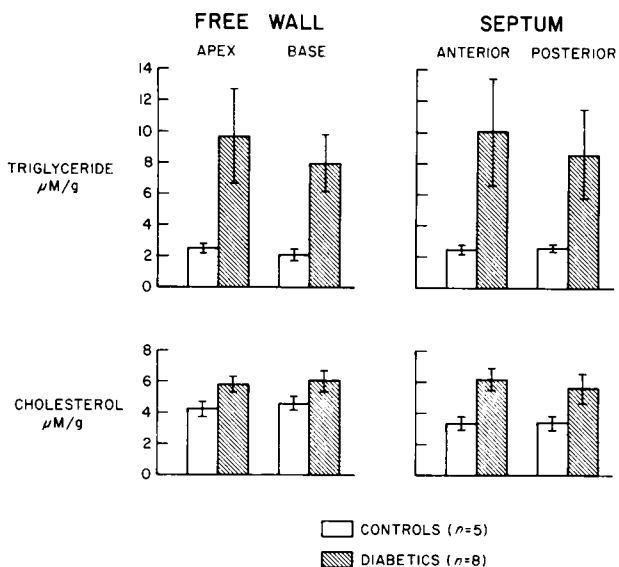 FREE WALL SEPTUM
APEX BASE ANTERIOR POSTERIOR
14
12
10
8
6
4
2
0
TRIGLYCERIDE
μM/g
8
6
4
2
0
CHOLESTEROL
μM/g
CONTROLS (n=5)
DIABETICS (n=8)